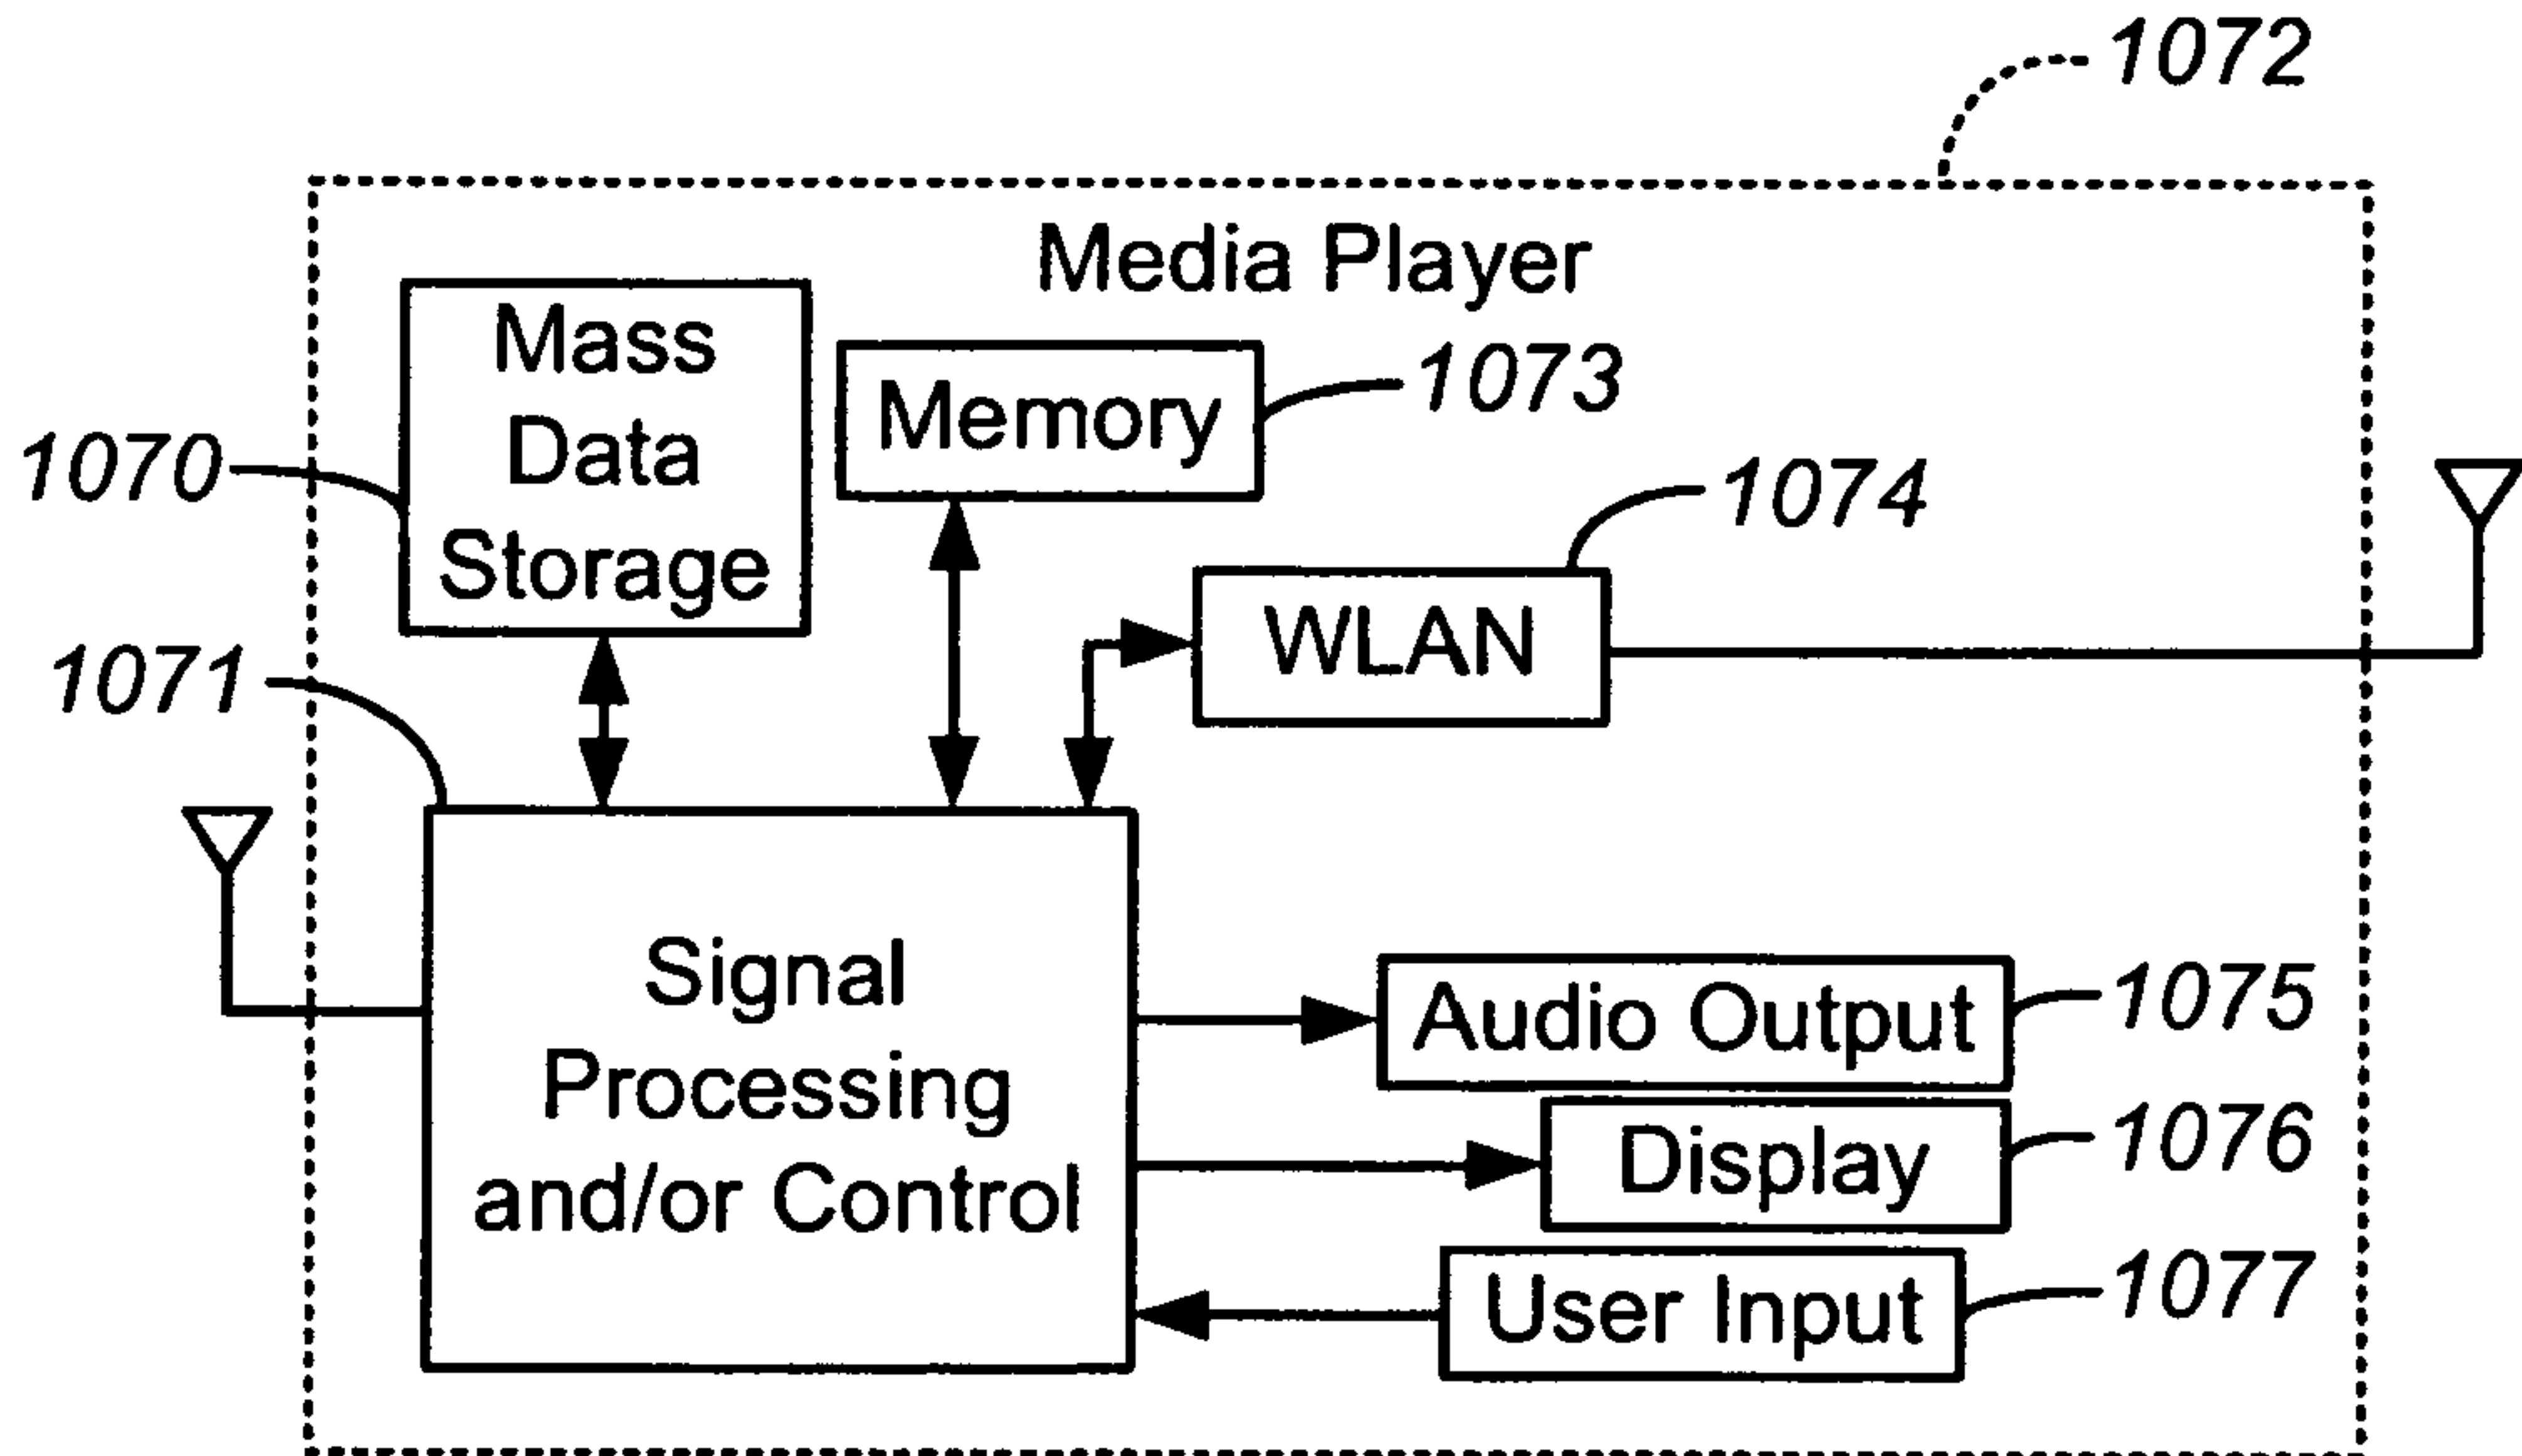 1072
Media Player
Mass
Data
Storage
Memory
1073
1070
1074
WLAN
1071
Signal
Processing
and/or Control
Audio Output
1075
Display
1076
User Input
1077